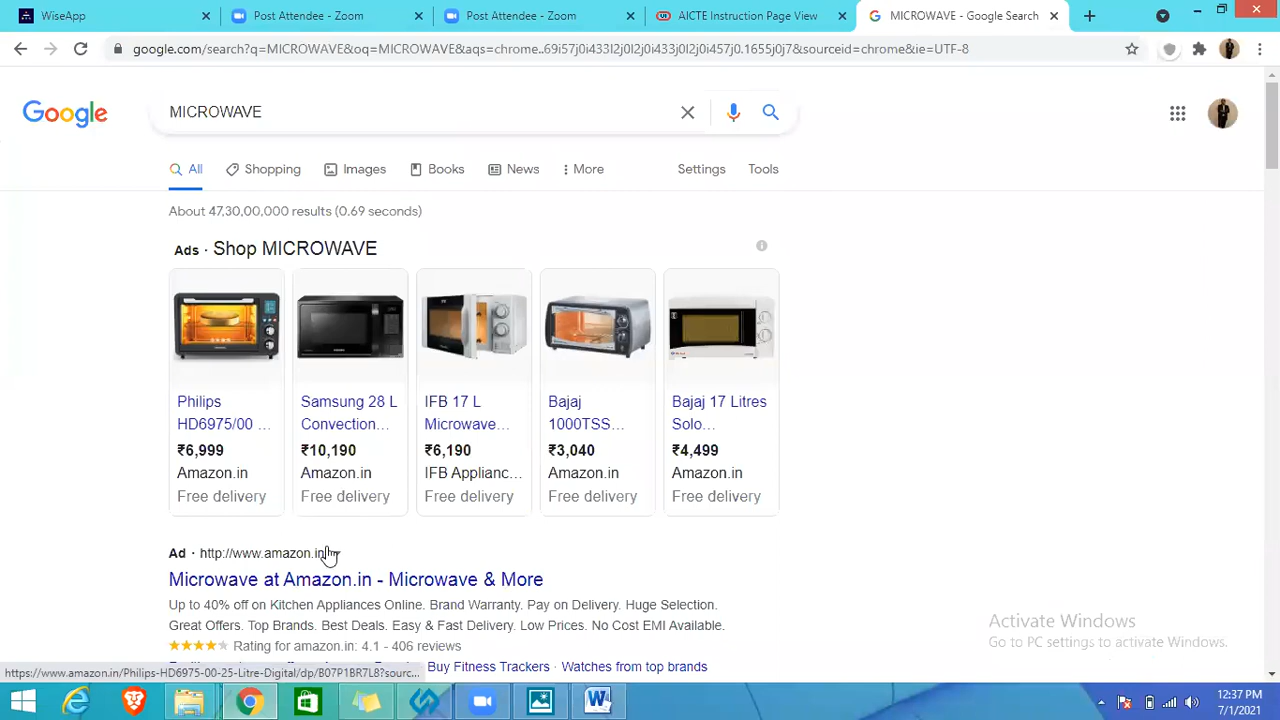 WiseApp
Post Attendee - Zoom
Post Attendee - Zoom
AICTE Instruction Page View
MICROWAVE - Google Search
google.com/search?q=MICROWAVE&oq=MICROWAVE&aqs=chrome..69i57j0i433l2j0l2j0i433j0l2j0i457j0.1655j0j7&sourceid=chrome&ie=UTF-8
Google
MICROWAVE
All
Shopping
Images
Books
News
More
Settings
Tools
About 47,30,00,000 results (0.69 seconds)
Ads · Shop MICROWAVE
Philips
HD6975/00 ...
₹6,999
Amazon.in
Free delivery
Samsung 28 L
Convection...
₹10,190
Amazon.in
Free delivery
IFB 17 L
Microwave...
₹6,190
IFB Applianc...
Free delivery
Bajaj
1000TSS...
₹3,040
Amazon.in
Free delivery
Bajaj 17 Litres
Solo...
₹4,499
Amazon.in
Free delivery
Ad · http://www.amazon.in
Microwave at Amazon.in - Microwave & More
Up to 40% off on Kitchen Appliances Online. Brand Warranty. Pay on Delivery. Huge Selection.
Great Offers. Top Brands. Best Deals. Easy & Fast Delivery. Low Prices. No Cost EMI Available.
Rating for amazon.in: 4.1 - 406 reviews
Buy Fitness Trackers · Watches from top brands
https://www.amazon.in/Philips-HD6975-00-25-Litre-Digital/dp/B07P1BR7L8?sourc...
Activate Windows
Go to PC settings to activate Windows.
12:37 PM
7/1/2021